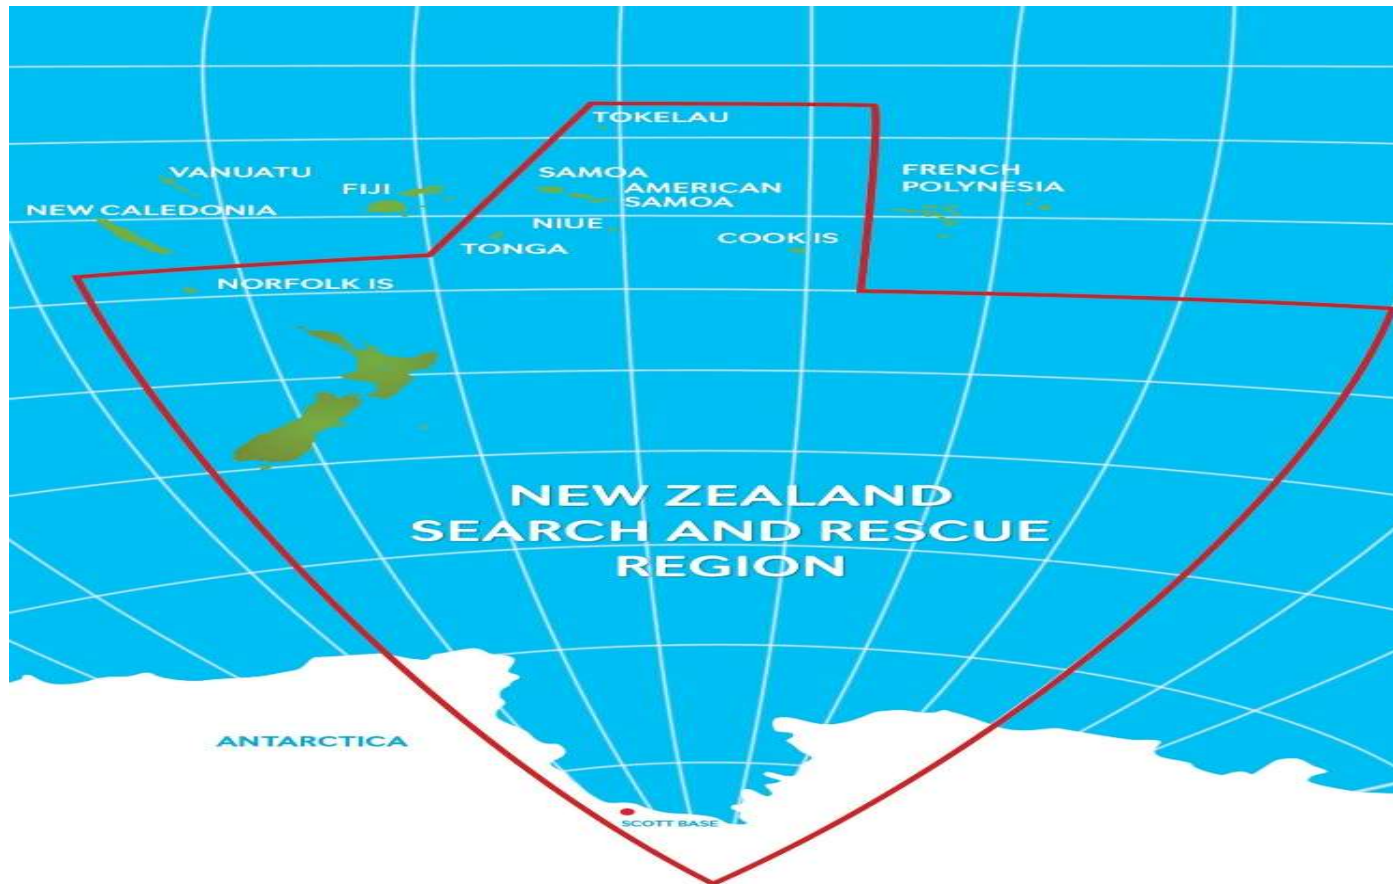 TOKELAU
VANUATU
FIJI
SAMOA
AMERICAN
SAMOA
FRENCH
POLYNESIA
NEW CALEDONIA
NIUE
TONGA
COOK IS
NORFOLK IS
NEW ZEALAND
SEARCH AND RESCUE
REGION
ANTARCTICA
SCOTT BASE